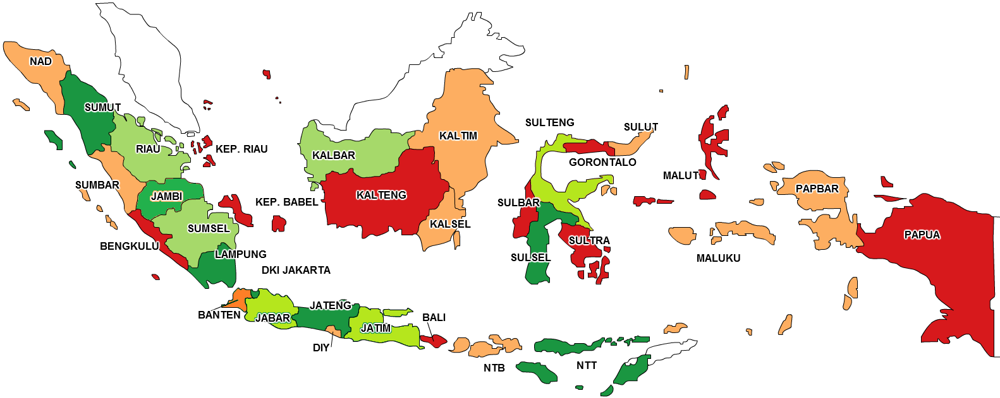 NAD
SUMUT
RIAU
KEP. RIAU
SUMBAR
JAMBI
KEP. BABEL
SUMSEL
BENGKULU
LAMPUNG
DKI JAKARTA
BANTEN
JABAR
JATENG
DIY
JATIM
BALI
KALBAR
KALTIM
KALTENG
KALSEL
SULTENG
SULUT
GORONTALO
SULBAR
SULTRA
SULSEL
MALUT
MALUKU
PAPBAR
PAPUA
NTB
NTT